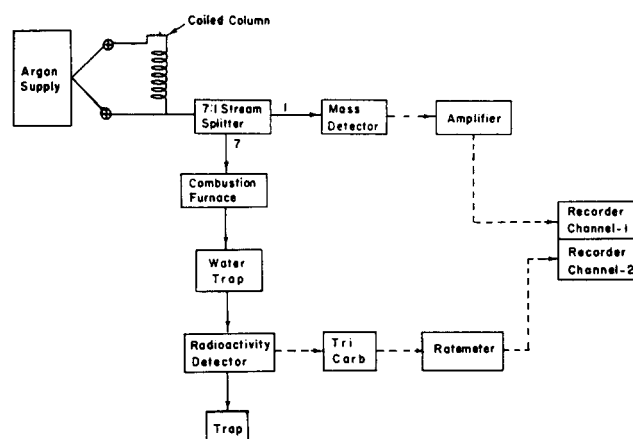 Coiled Column
Argon
Supply
7:1 Stream
Splitter
1
Mass
Detector
Amplifier
7
Combustion
Furnace
Recorder
Channel-1
Recorder
Channel-2
Water
Trap
Radioactivity
Detector
Tri
Carb
Ratemeter
Trap